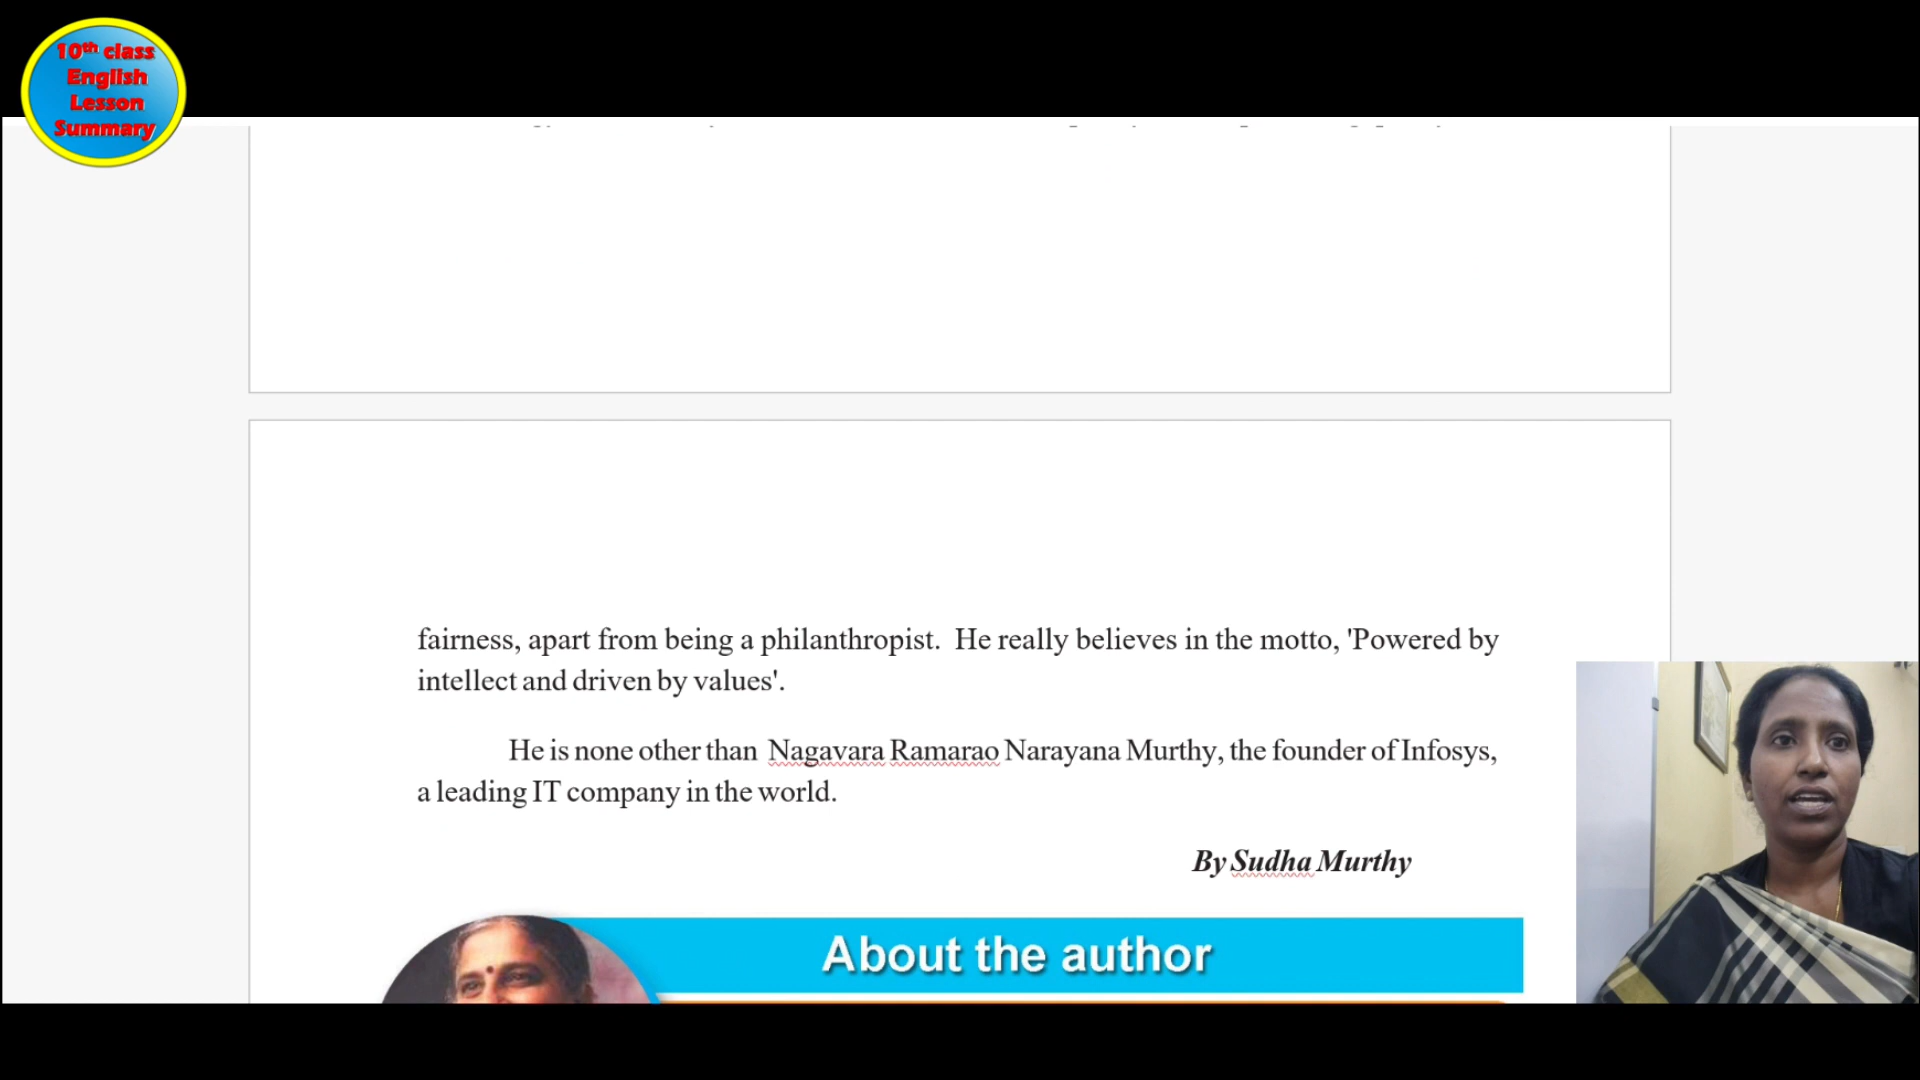 10th class
English
Lesson
Summary
fairness, apart from being a philanthropist. He really believes in the motto, 'Powered by
intellect and driven by values'.
He is none other than Nagavara Ramarao Narayana Murthy, the founder of Infosys,
a leading IT company in the world.
By Sudha Murthy
About the author